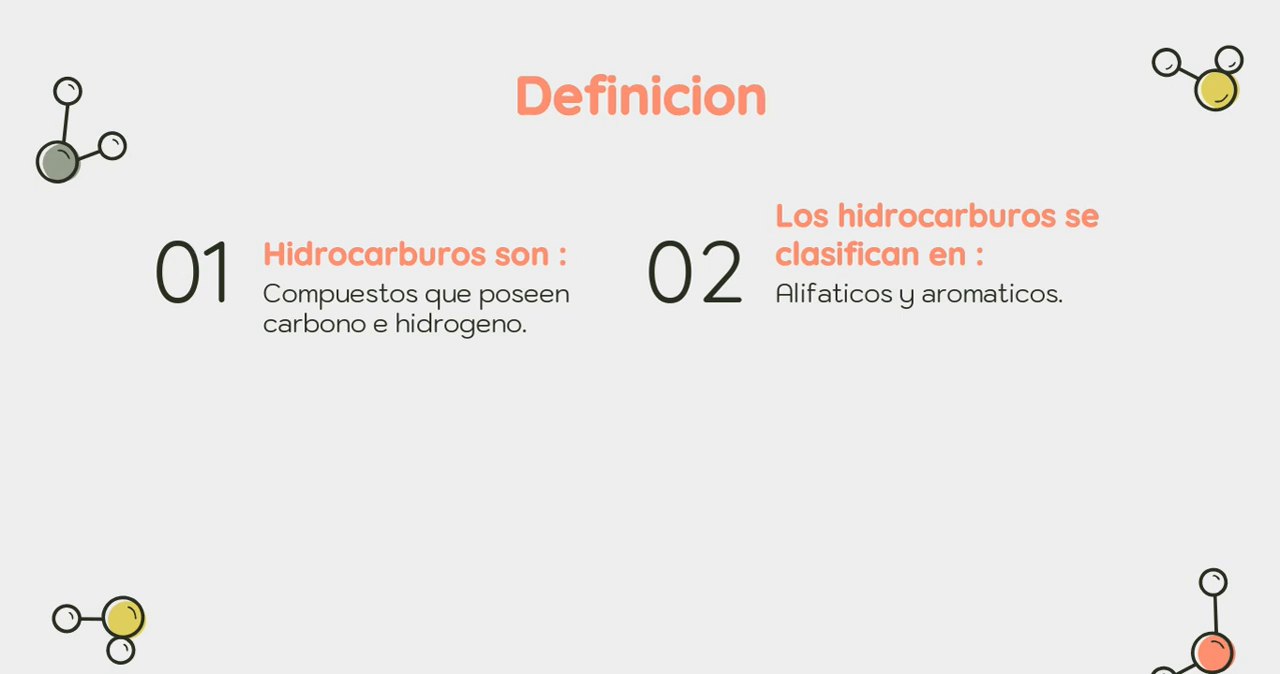 Definicion
01
Hidrocarburos son :
Compuestos que poseen
carbono e hidrogeno.
02
Los hidrocarburos se
clasifican en :
Alifaticos y aromaticos.